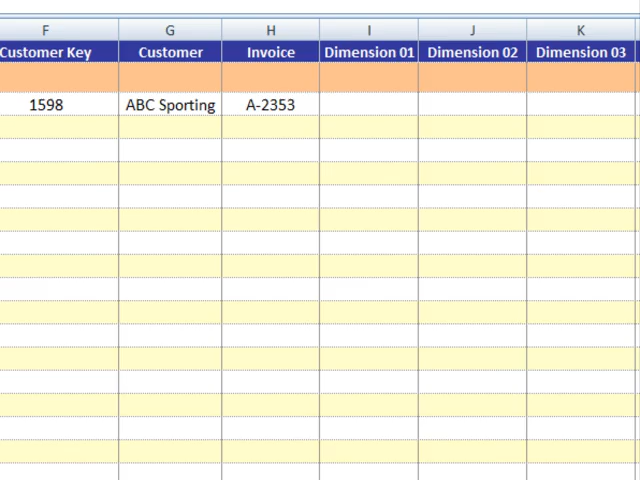 F G H I J K
Customer Key Customer Invoice Dimension 01 Dimension 02 Dimension 03
1598 ABC Sporting A-2353